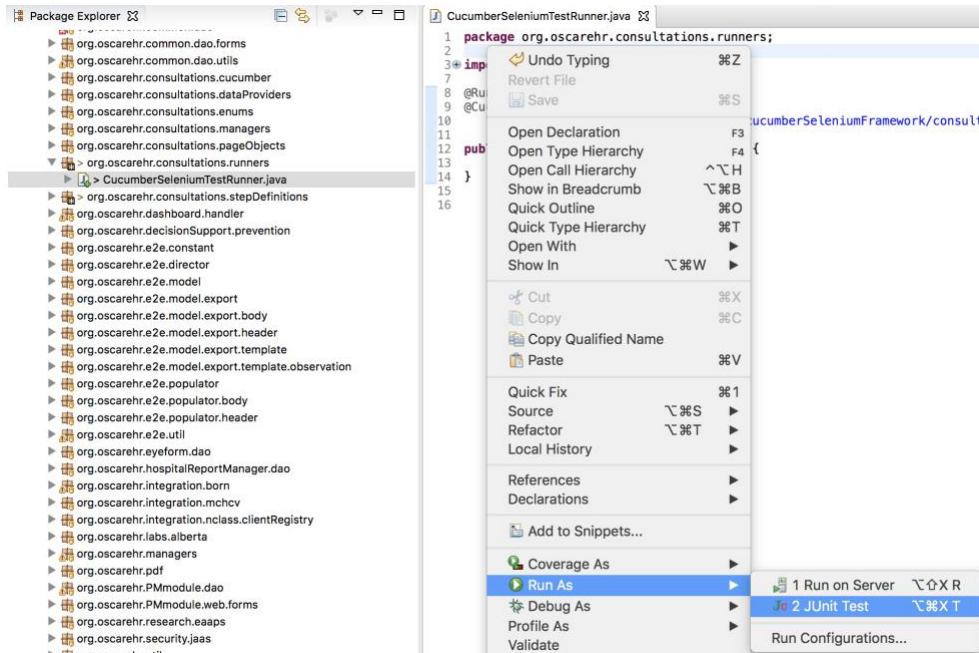 Package Explorer
org.oscarehr.common.dao.forms
org.oscarehr.common.dao.utils
org.oscarehr.consultations.cucumber
org.oscarehr.consultations.dataProviders
org.oscarehr.consultations.enums
org.oscarehr.consultations.managers
org.oscarehr.consultations.pageObjects
> org.oscarehr.consultations.runners
> CucumberSeleniumTestRunner.java
> org.oscarehr.consultations.stepDefinitions
org.oscarehr.dashboard.handler
org.oscarehr.decisionSupport.prevention
org.oscarehr.e2e.constant
org.oscarehr.e2e.director
org.oscarehr.e2e.model
org.oscarehr.e2e.model.export
org.oscarehr.e2e.model.export.body
org.oscarehr.e2e.model.export.header
org.oscarehr.e2e.model.export.template
org.oscarehr.e2e.model.export.template.observation
org.oscarehr.e2e.populator
org.oscarehr.e2e.populator.body
org.oscarehr.e2e.populator.header
org.oscarehr.e2e.util
org.oscarehr.eyeform.dao
org.oscarehr.hospitalReportManager.dao
org.oscarehr.integration.born
org.oscarehr.integration.mchcv
org.oscarehr.integration.nclass.clientRegistry
org.oscarehr.labs.alberta
org.oscarehr.managers
org.oscarehr.pdf
org.oscarehr.PMmodule.dao
org.oscarehr.PMmodule.web.forms
org.oscarehr.research.eaaps
org.oscarehr.security.jaas
CucumberSeleniumTestRunner.java
1 package org.oscarehr.consultations.runners;
2
3 imp
7
8 @Ru
9 @Cu
10 ucumberSeleniumFramework/consult
11
12 pub {
13
14 }
15
16
Undo Typing ⌘Z
Revert File
Save ⌘S
Open Declaration F3
Open Type Hierarchy F4
Open Call Hierarchy ^⌥H
Show in Breadcrumb ⌥⌘B
Quick Outline ⌘O
Quick Type Hierarchy ⌘T
Open With
Show In ⌥⌘W
Cut ⌘X
Copy ⌘C
Copy Qualified Name
Paste ⌘V
Quick Fix ⌘1
Source ⌥⌘S
Refactor ⌥⌘T
Local History
References
Declarations
Add to Snippets...
Coverage As
Run As
Debug As
Profile As
Validate
1 Run on Server ⌥⇧X R
Ju 2 JUnit Test ⌥⌘X T
Run Configurations...